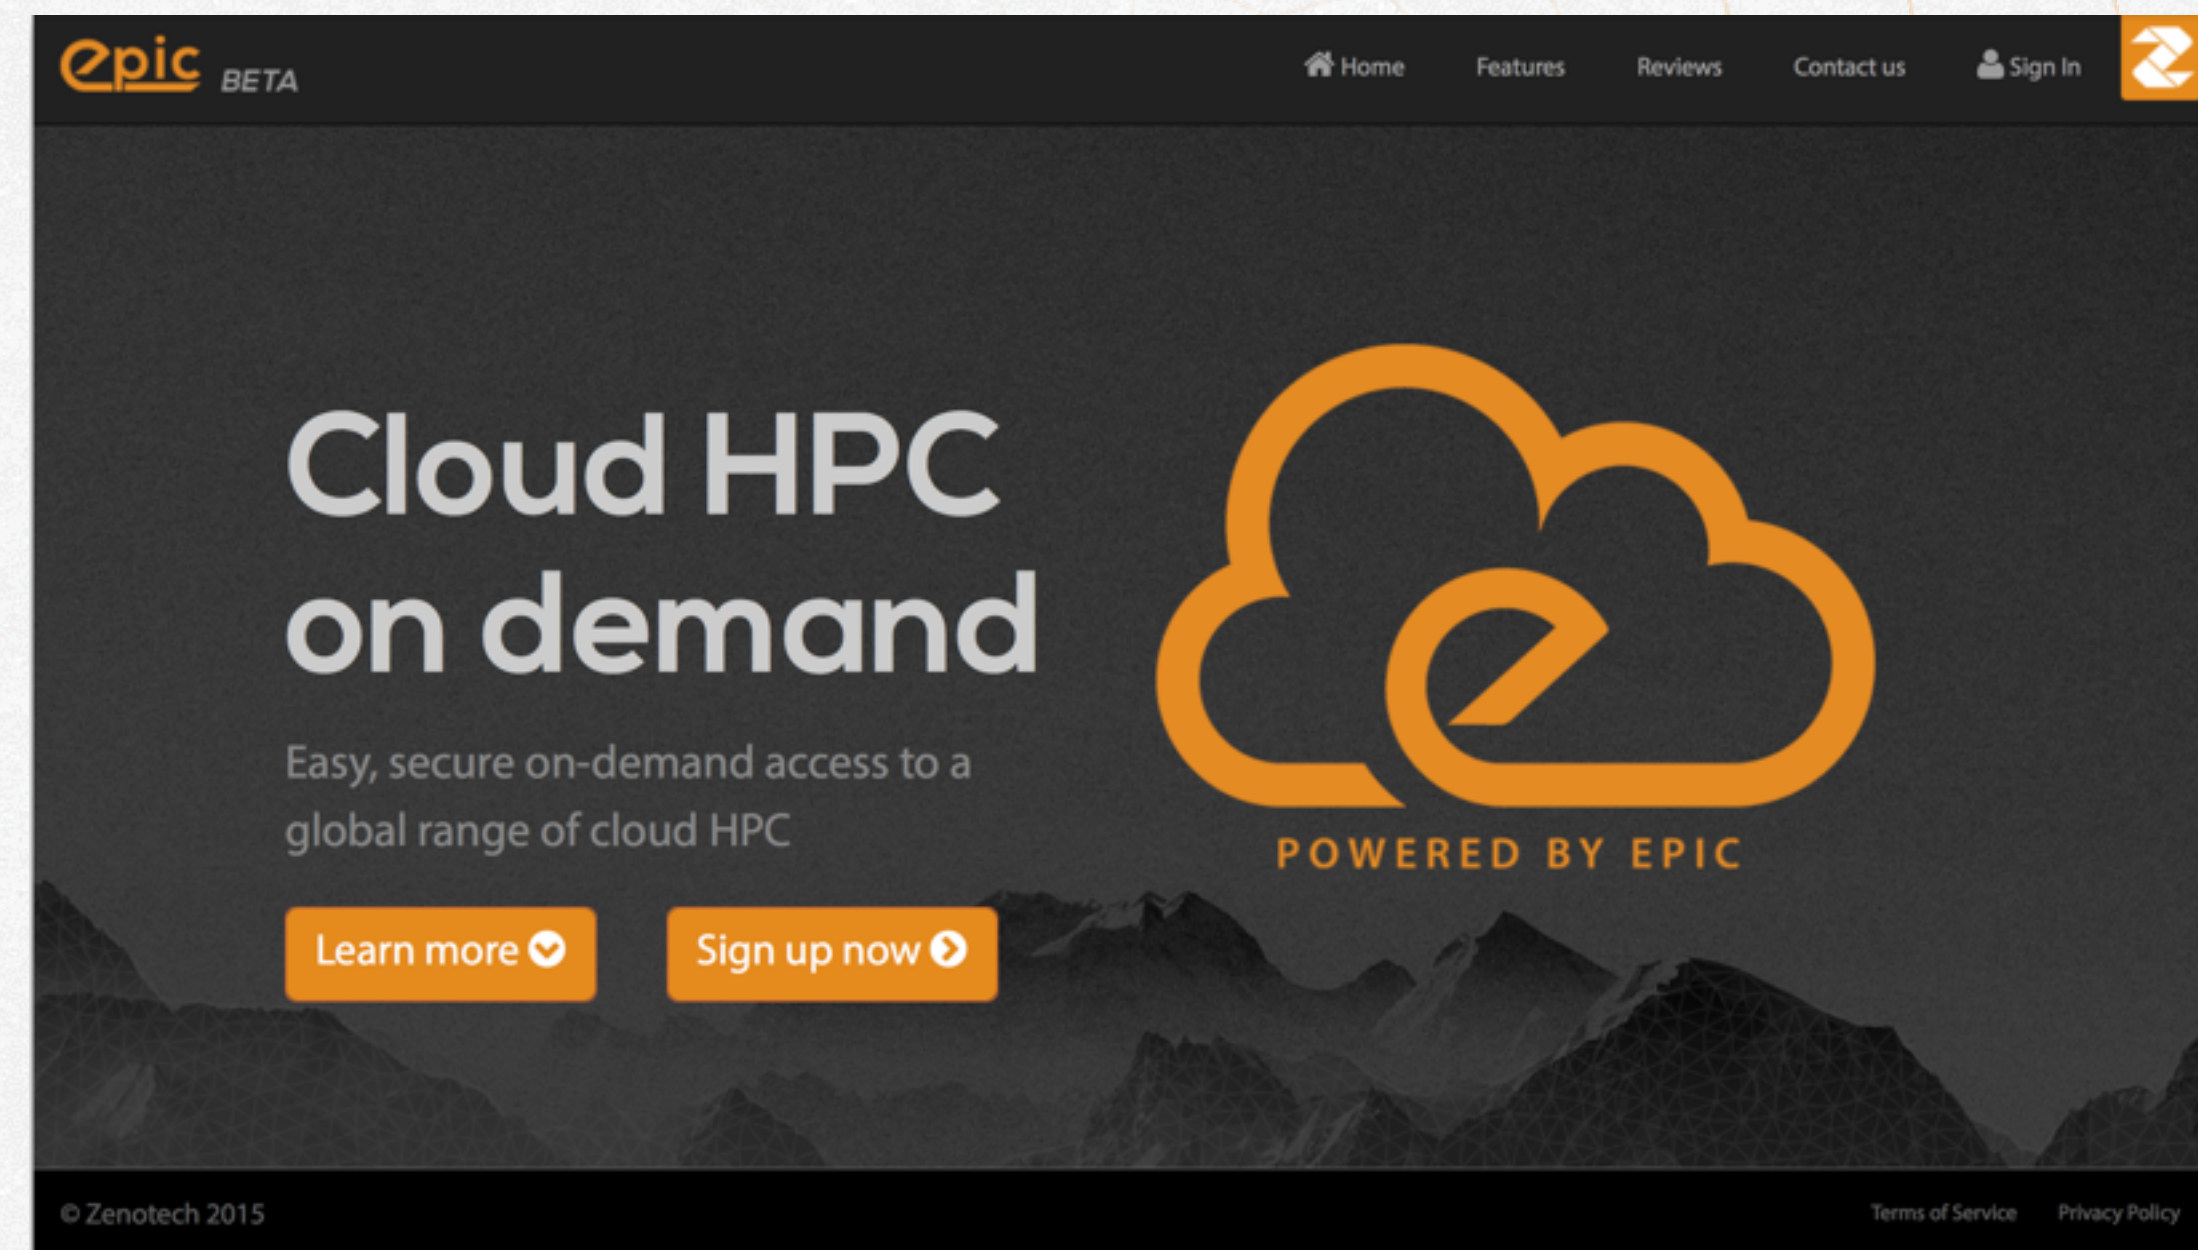 epic BETA
Home Features Reviews Contact us Sign In
Cloud HPC
on demand
Easy, secure on-demand access to a
global range of cloud HPC
Learn more
Sign up now
POWERED BY EPIC
© Zenotech 2015
Terms of Service Privacy Policy